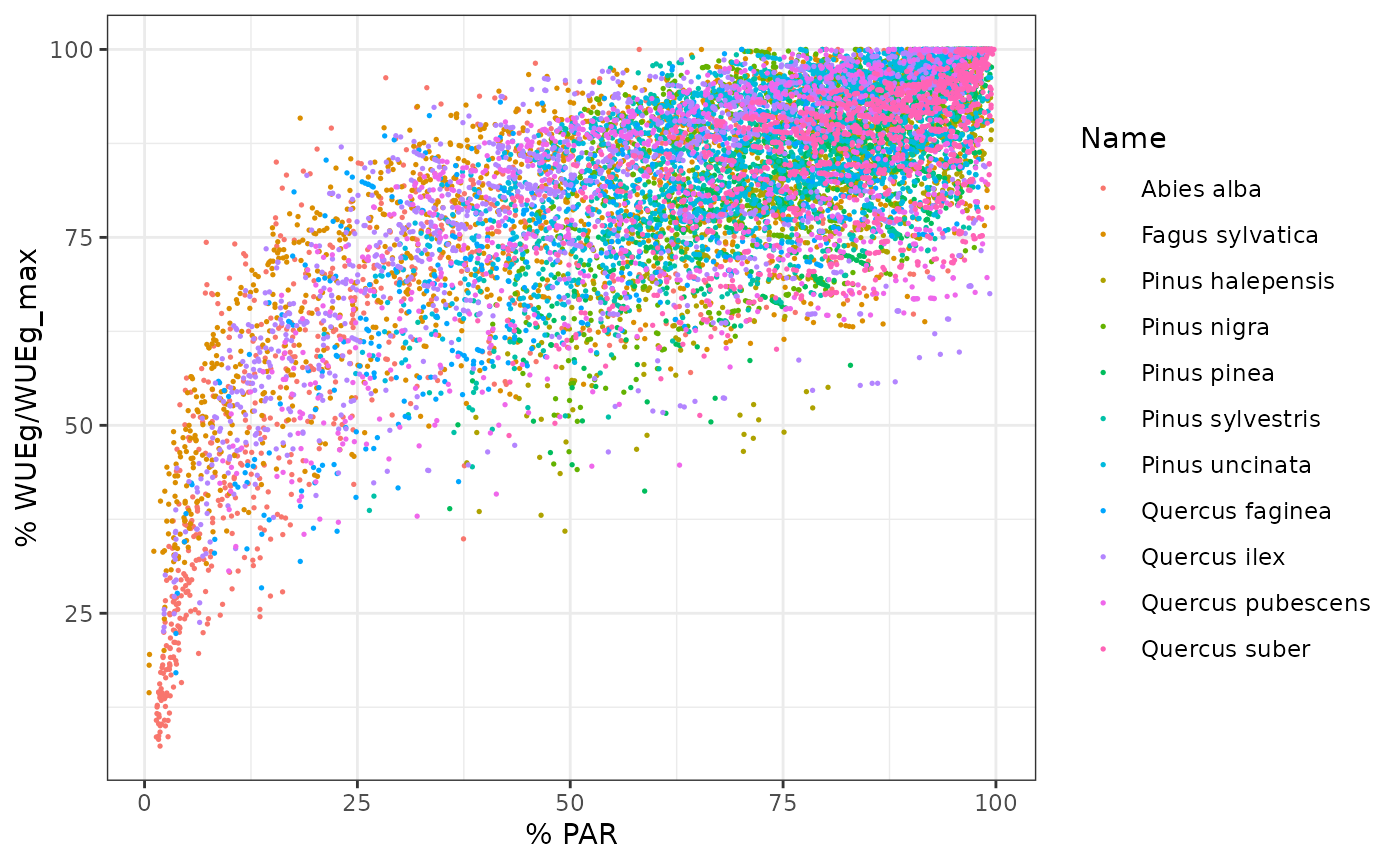 100
75
50
25
% WUEg/WUEg_max
0
25
50
75
100
% PAR
Name
Abies alba
Fagus sylvatica
Pinus halepensis
Pinus nigra
Pinus pinea
Pinus sylvestris
Pinus uncinata
Quercus faginea
Quercus ilex
Quercus pubescens
Quercus suber